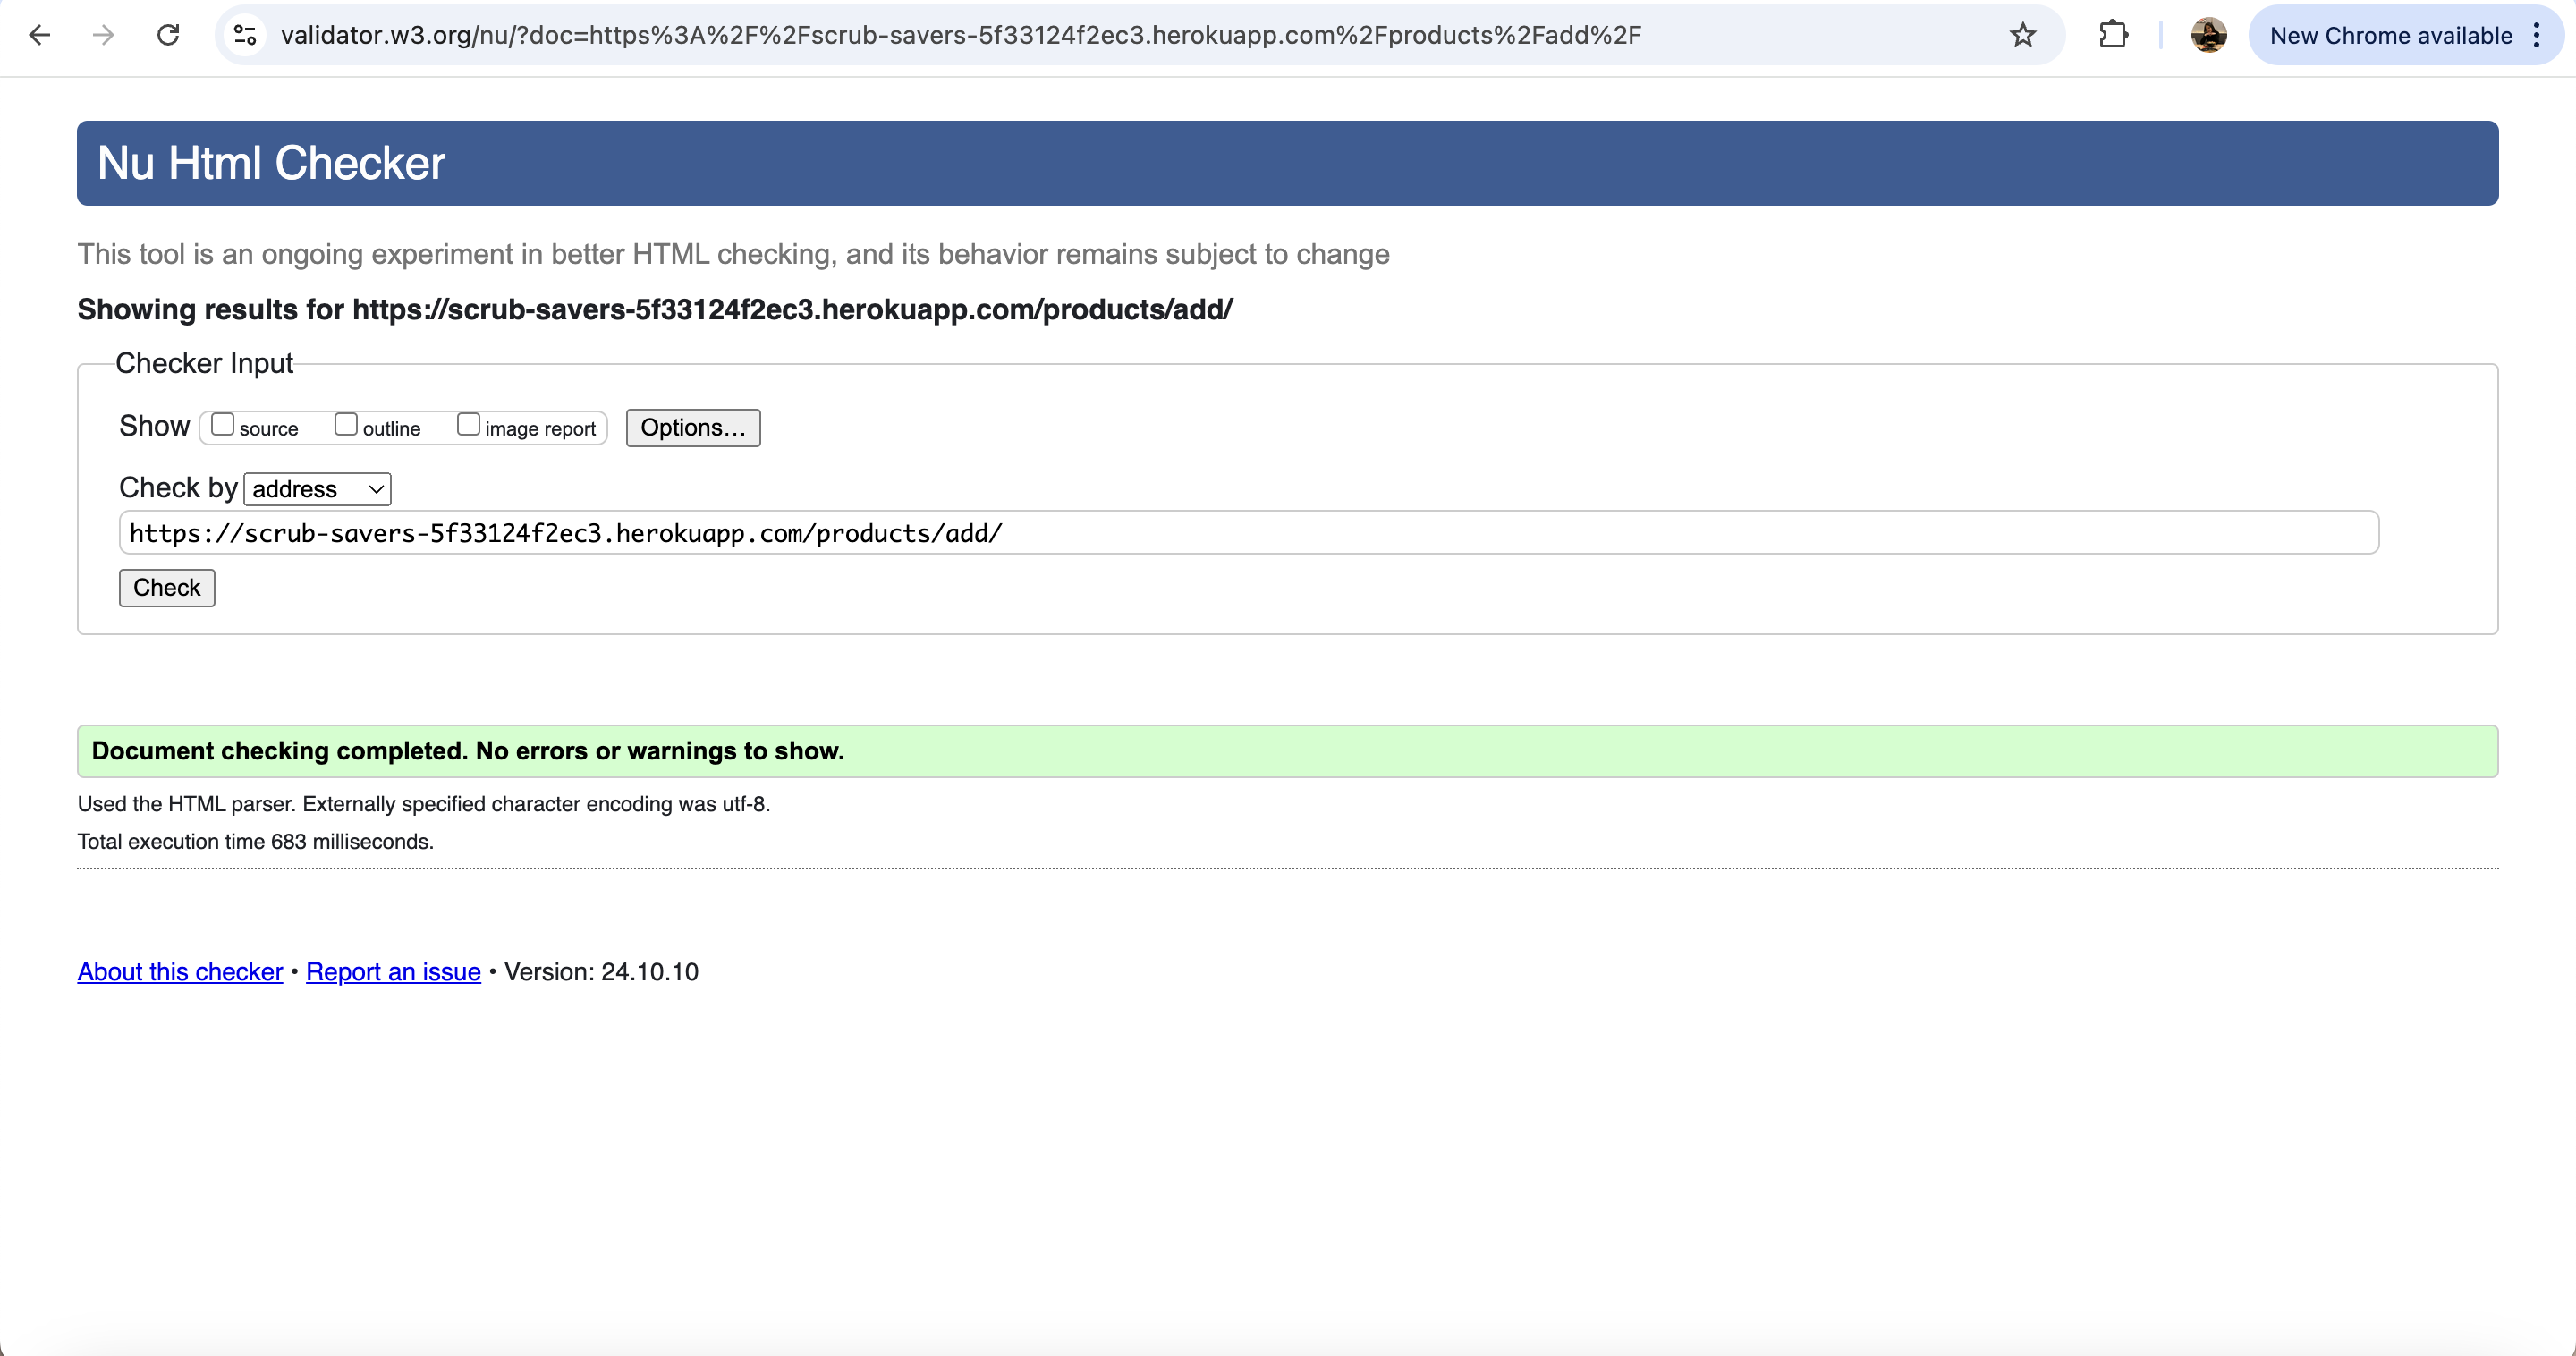 validator.w3.org/nu/?doc=https%3A%2F%2Fscrub-savers-5f33124f2ec3.herokuapp.com%2Fproducts%2Fadd%2F
New Chrome available
Nu Html Checker
This tool is an ongoing experiment in better HTML checking, and its behavior remains subject to change
Showing results for https://scrub-savers-5f33124f2ec3.herokuapp.com/products/add/
Checker Input
Show source outline image report Options...
Check by address
https://scrub-savers-5f33124f2ec3.herokuapp.com/products/add/
Check
Document checking completed. No errors or warnings to show.
Used the HTML parser. Externally specified character encoding was utf-8.
Total execution time 683 milliseconds.
About this checker • Report an issue • Version: 24.10.10